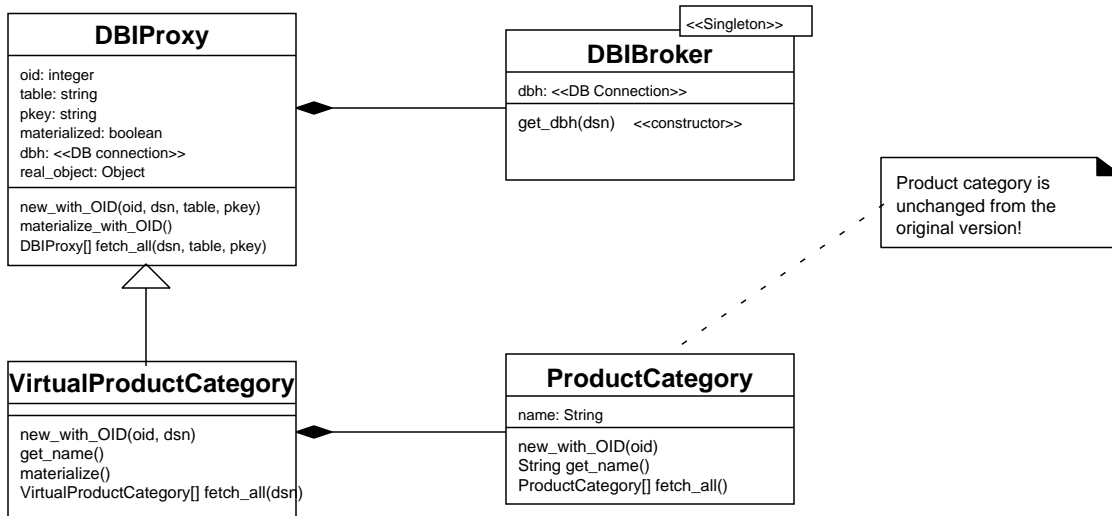 DBIProxy
oid: integer
table: string
pkey: string
materialized: boolean
dbh: <<DB connection>>
real_object: Object
new_with_OID(oid, dsn, table, pkey)
materialize_with_OID()
DBIProxy[] fetch_all(dsn, table, pkey)
<<Singleton>>
DBIBroker
dbh: <<DB Connection>>
get_dbh(dsn) <<constructor>>
Product category is
unchanged from the
original version!
VirtualProductCategory
new_with_OID(oid, dsn)
get_name()
materialize()
VirtualProductCategory[] fetch_all(dsn)
ProductCategory
name: String
new_with_OID(oid)
String get_name()
ProductCategory[] fetch_all()